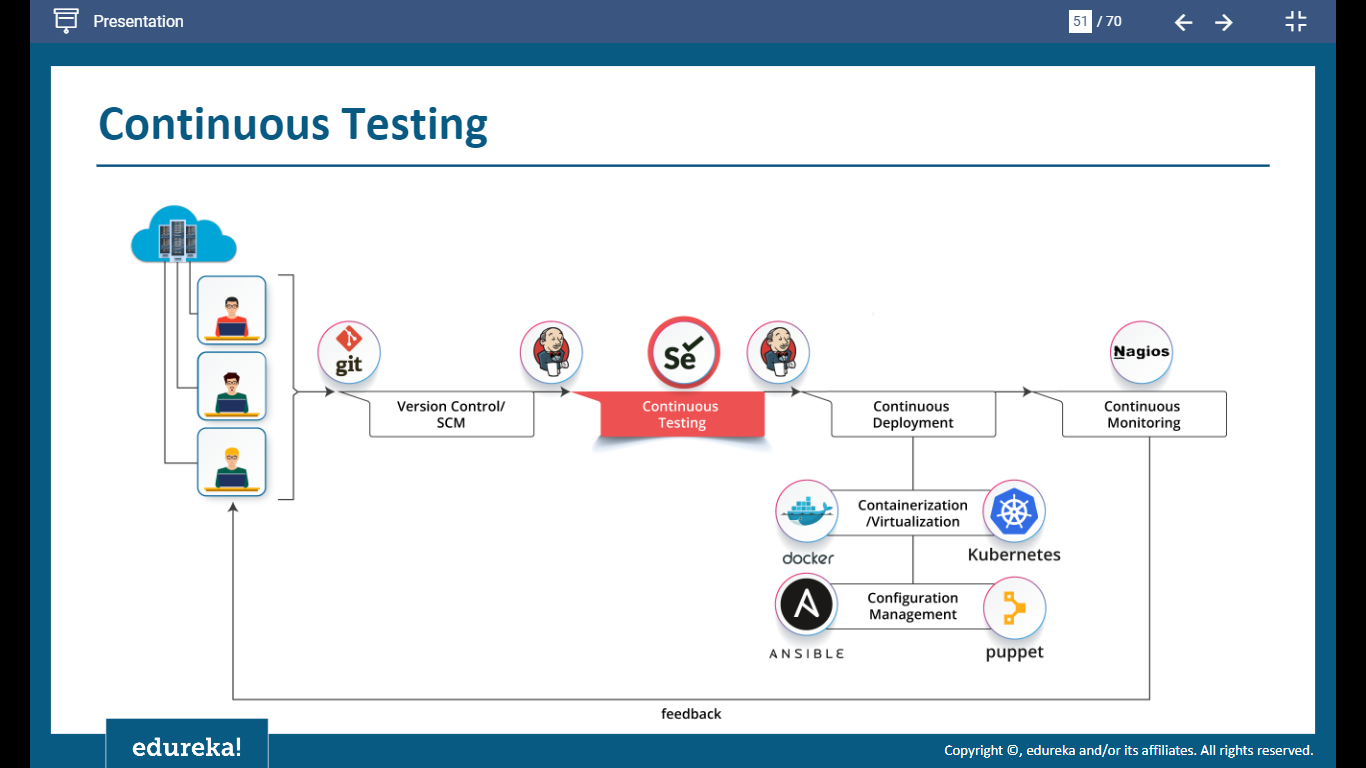 Presentation
51 / 70
Continuous Testing
git
Se
Nagios
Version Control/
SCM
Continuous
Testing
Continuous
Deployment
Continuous
Monitoring
Containerization
/Virtualization
docker
Kubernetes
Configuration
Management
ANSIBLE
puppet
feedback
edureka!
Copyright ©, edureka and/or its affiliates. All rights reserved.